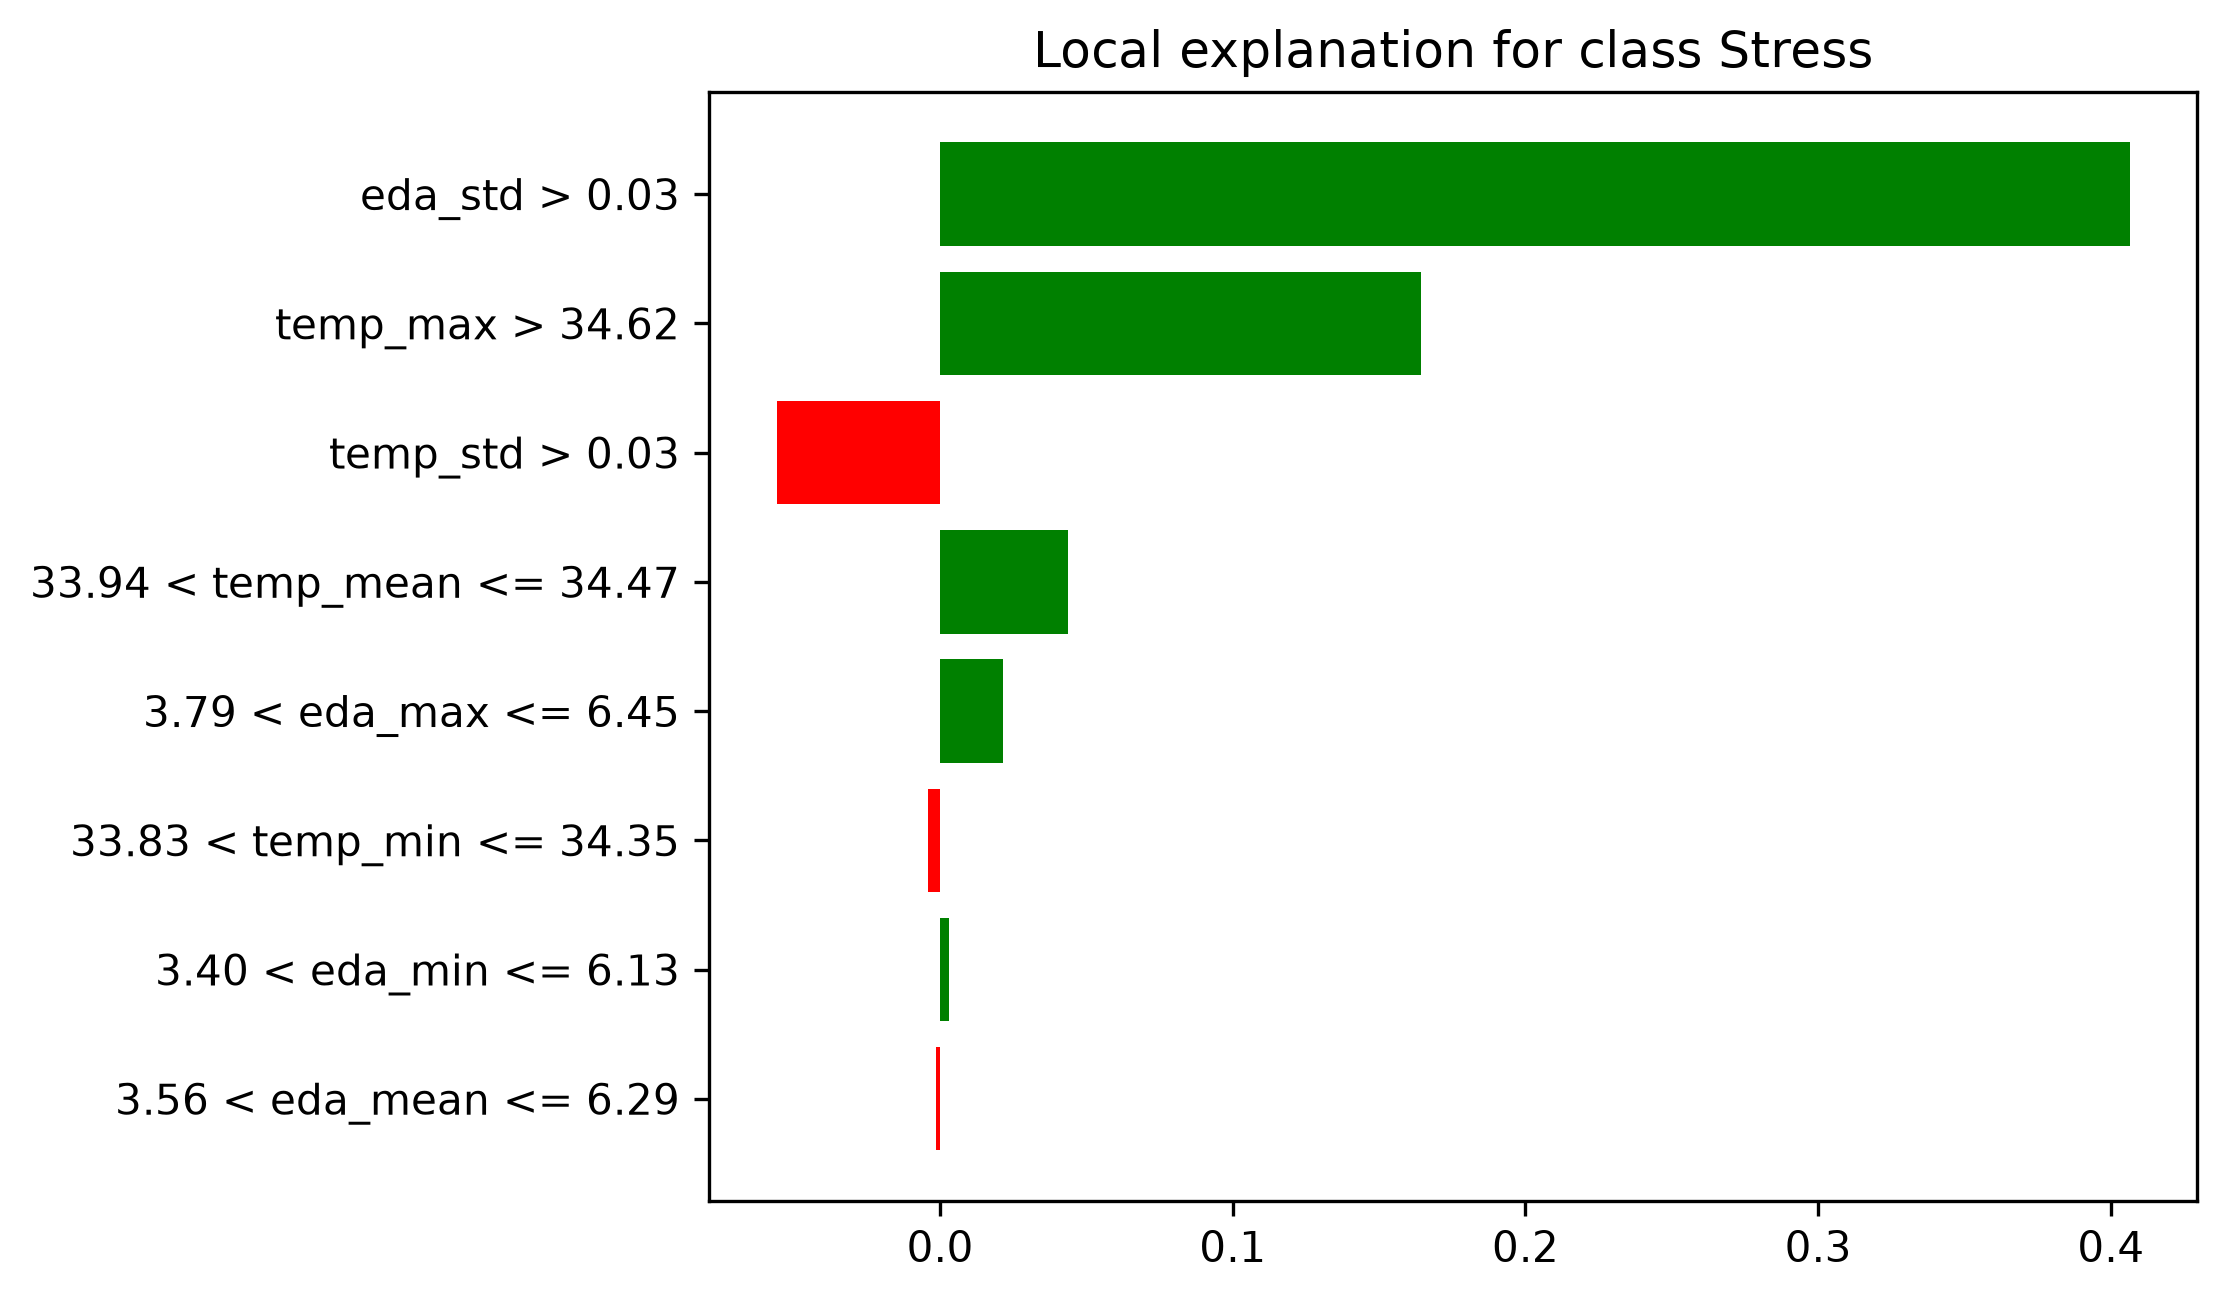 Local explanation for class Stress
eda_std > 0.03
temp_max > 34.62
temp_std > 0.03
33.94 < temp_mean <= 34.47
3.79 < eda_max <= 6.45
33.83 < temp_min <= 34.35
3.40 < eda_min <= 6.13
3.56 < eda_mean <= 6.29
0.0 0.1 0.2 0.3 0.4